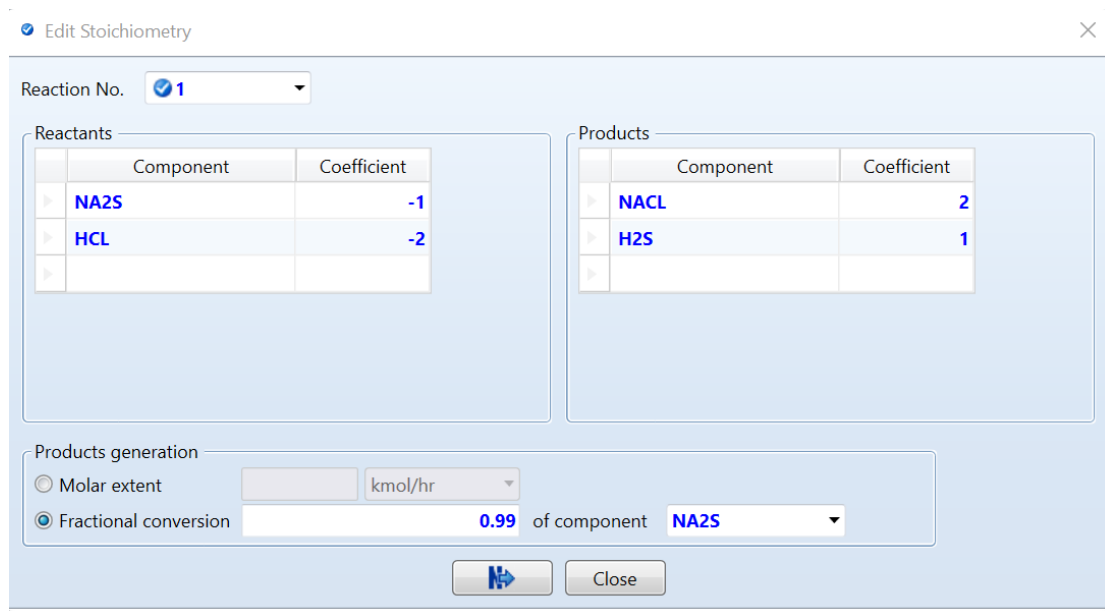 Edit Stoichiometry
Reaction No. 1
Reactants
Component Coefficient
NA2S -1
HCL -2
Products
Component Coefficient
NACL 2
H2S 1
Products generation
Molar extent kmol/hr
Fractional conversion 0.99 of component NA2S
N Close